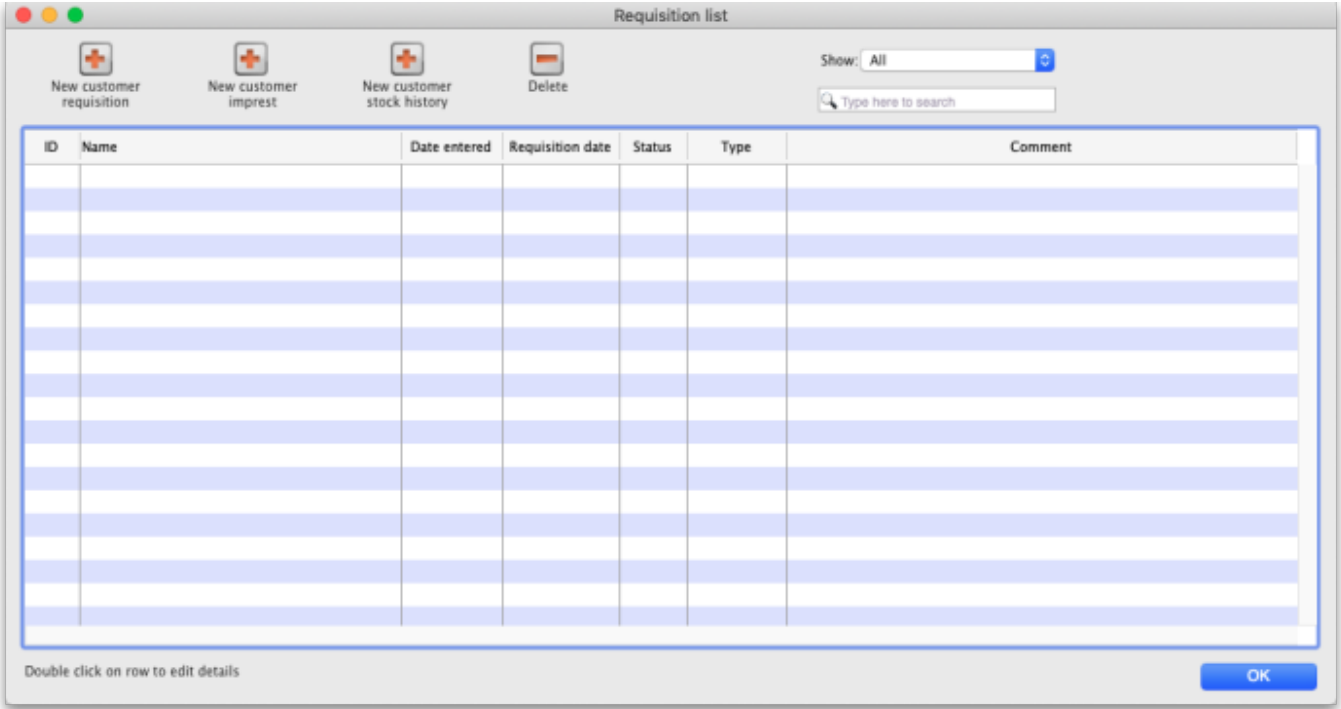 Requisition list
New customer
requisition
New customer
imprest
New customer
stock history
Delete
Show: All
Type here to search
ID Name Date entered Requisition date Status Type Comment
Double click on row to edit details
OK